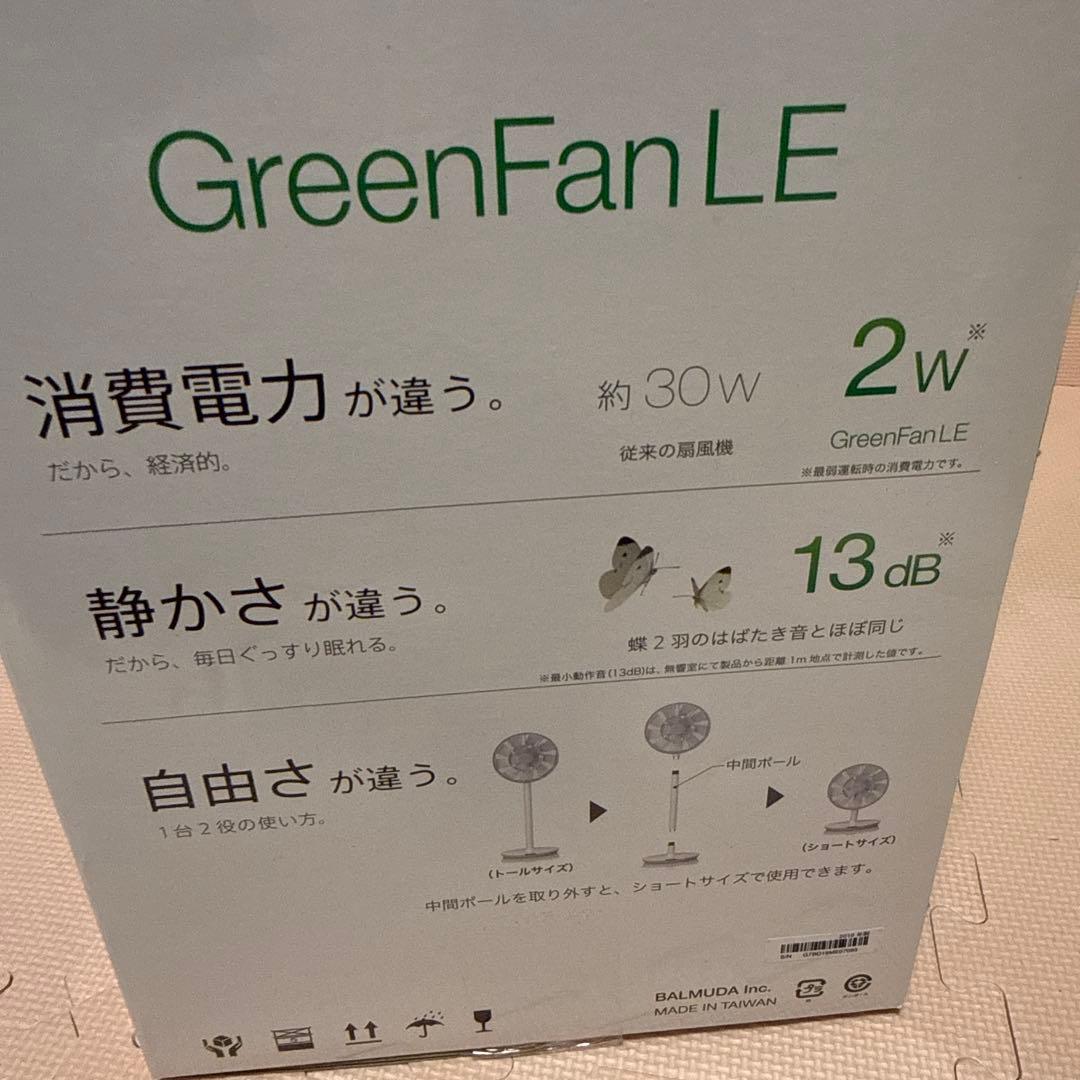 GreenFan LE
消費電力が違う。
だから、経済的。
約30W
従来の扇風機
2W※
GreenFan LE
※最弱運転時の消費電力です。
静かさが違う。
だから、毎日ぐっすり眠れる。
13dB※
蝶2羽のはばたき音とほぼ同じ
※最小動作音(13dB)は、無響室にて製品から距離1m地点で計測した値です。
自由さが違う。
1台2役の使い方。
中間ポール
(トールサイズ)
(ショートサイズ)
中間ポールを取り外すと、ショートサイズで使用できます。
S/N
BALMUDA Inc.
MADE IN TAIWAN